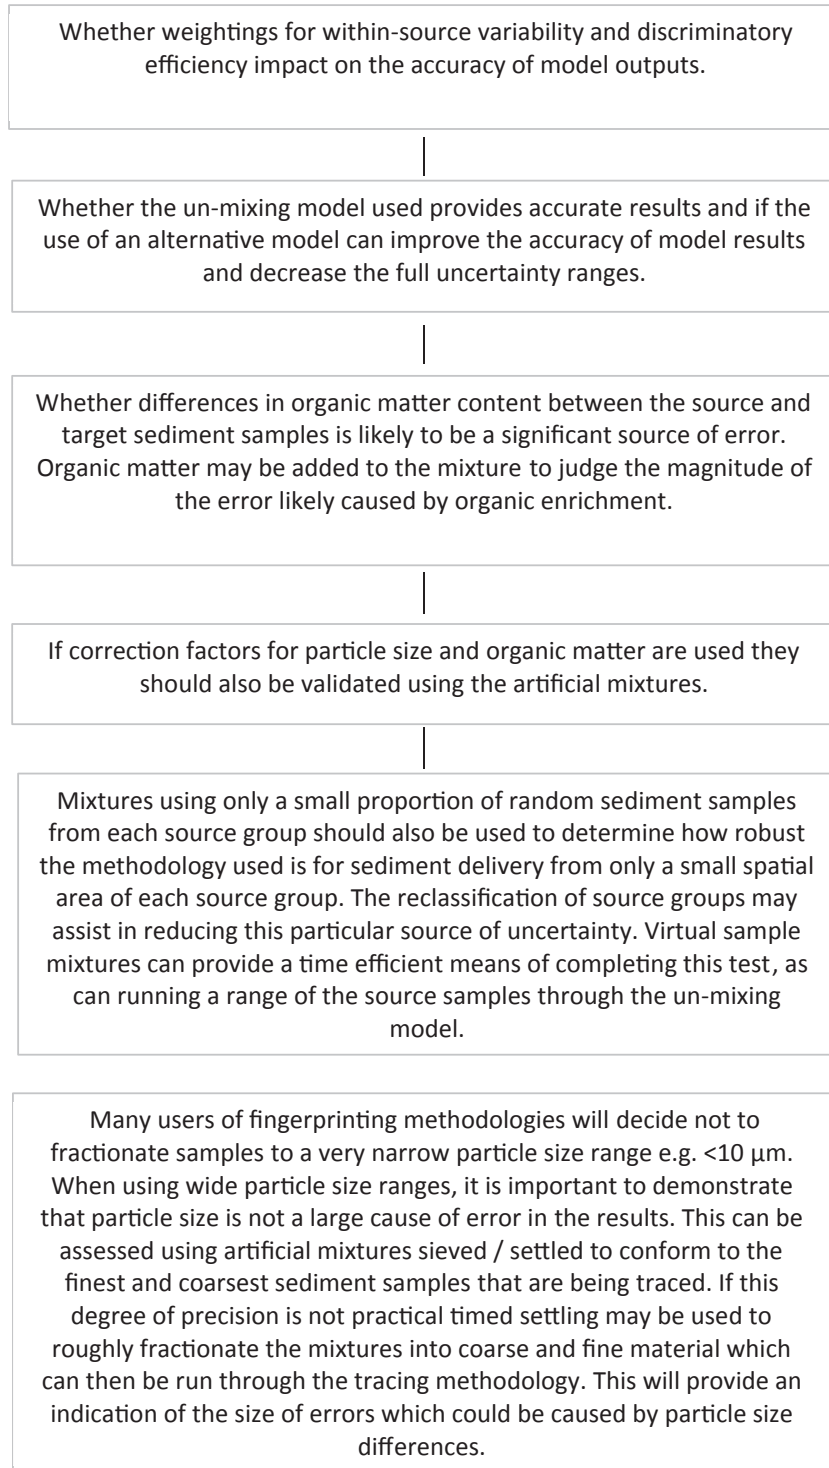 Whether weightings for within-source variability and discriminatory
efficiency impact on the accuracy of model outputs.
Whether the un-mixing model used provides accurate results and if the
use of an alternative model can improve the accuracy of model results
and decrease the full uncertainty ranges.
Whether differences in organic matter content between the source and
target sediment samples is likely to be a significant source of error.
Organic matter may be added to the mixture to judge the magnitude of
the error likely caused by organic enrichment.
If correction factors for particle size and organic matter are used they
should also be validated using the artificial mixtures.
Mixtures using only a small proportion of random sediment samples
from each source group should also be used to determine how robust
the methodology used is for sediment delivery from only a small spatial
area of each source group. The reclassification of source groups may
assist in reducing this particular source of uncertainty. Virtual sample
mixtures can provide a time efficient means of completing this test, as
can running a range of the source samples through the un-mixing
model.
Many users of fingerprinting methodologies will decide not to
fractionate samples to a very narrow particle size range e.g. <10 μm.
When using wide particle size ranges, it is important to demonstrate
that particle size is not a large cause of error in the results. This can be
assessed using artificial mixtures sieved / settled to conform to the
finest and coarsest sediment samples that are being traced. If this
degree of precision is not practical timed settling may be used to
roughly fractionate the mixtures into coarse and fine material which
can then be run through the tracing methodology. This will provide an
indication of the size of errors which could be caused by particle size
differences.